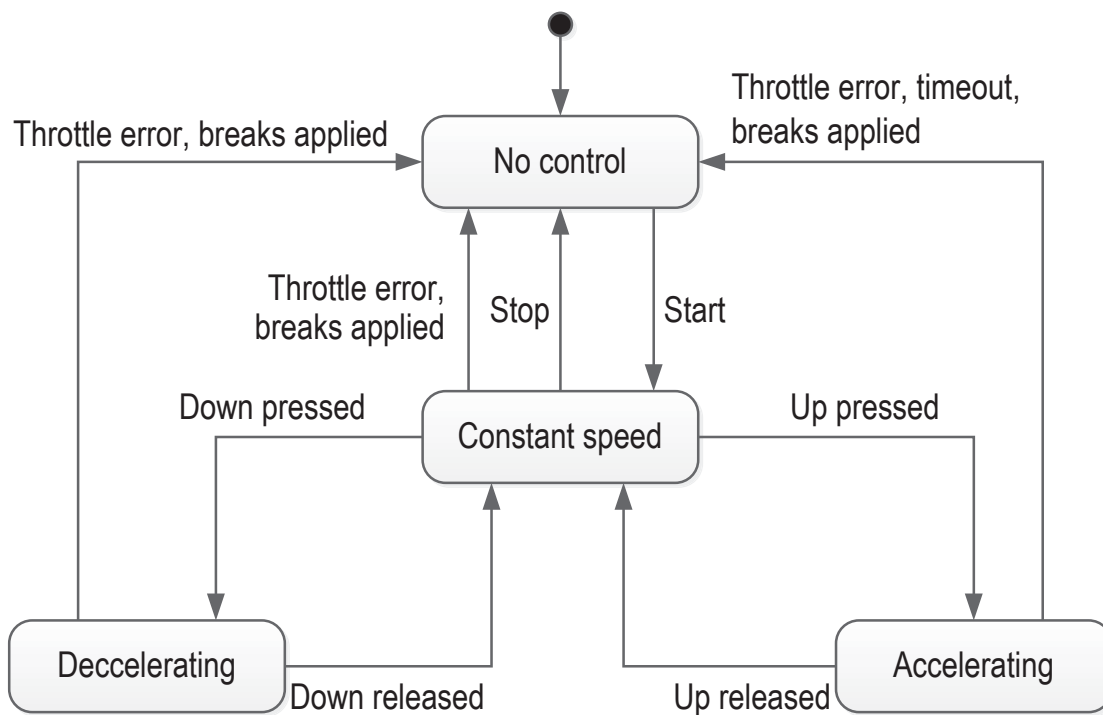 Throttle error, timeout,
breaks applied
Throttle error, breaks applied
No control
Throttle error,
breaks applied
Stop
Start
Down pressed
Constant speed
Up pressed
Deccelerating
Down released
Up released
Accelerating